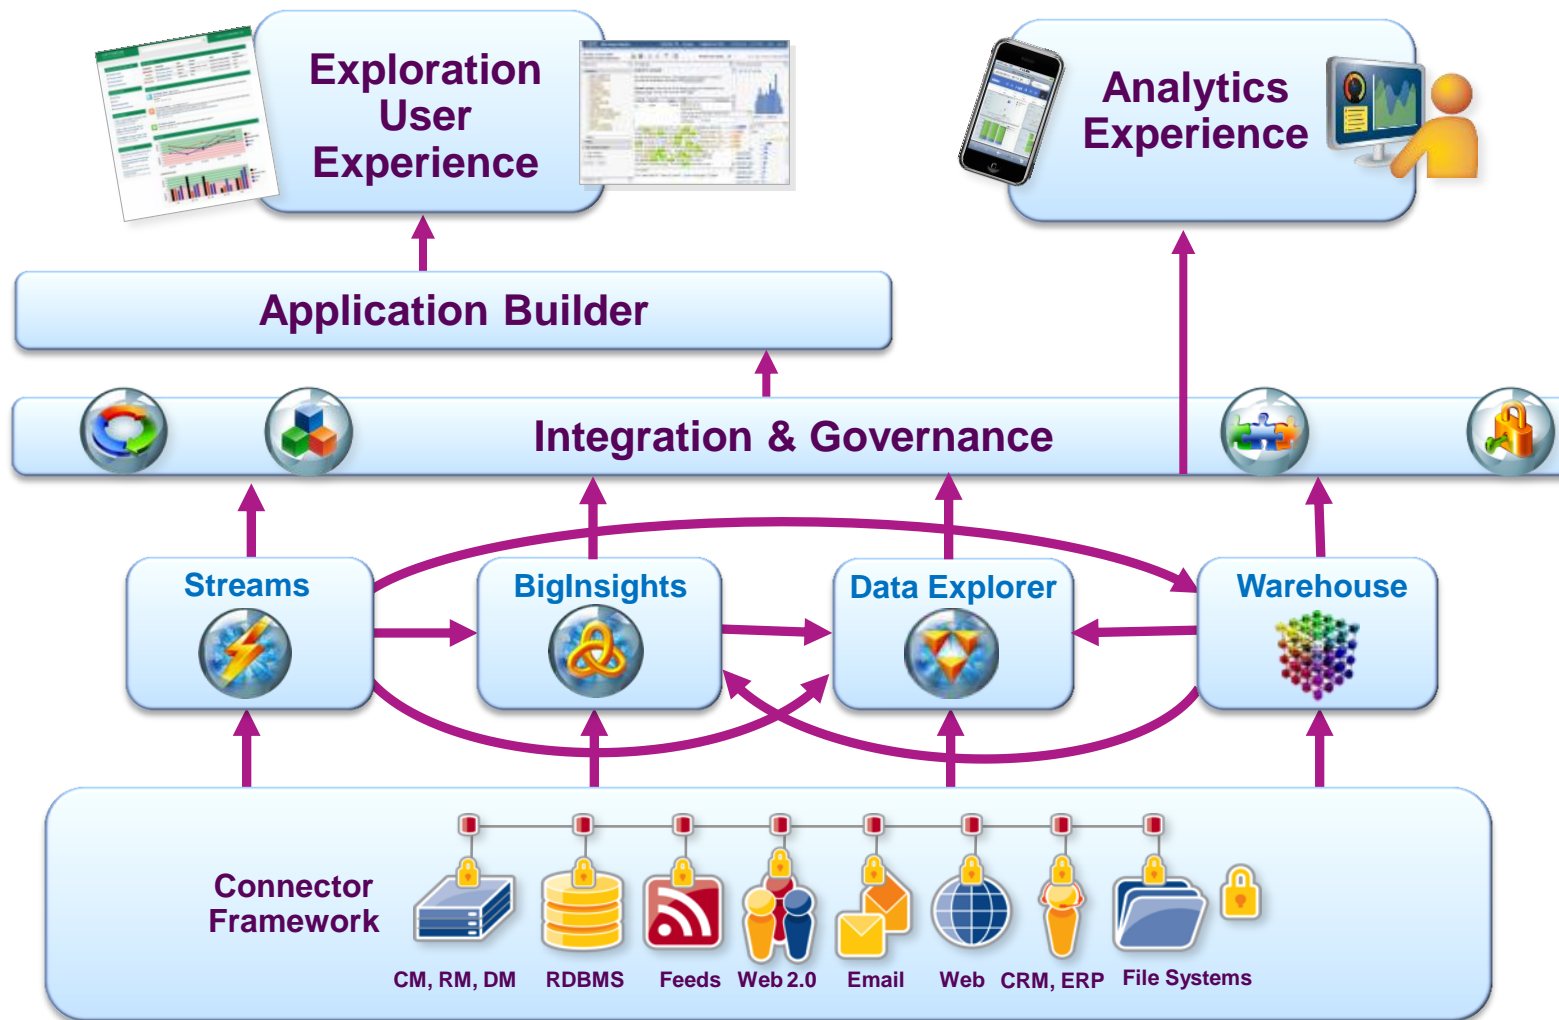 Exploration
User
Experience
Analytics
Experience
Application Builder
Integration & Governance
Streams
BigInsights
Data Explorer
Warehouse
Connector
Framework
CM, RM, DM
RDBMS
Feeds
Web 2.0
Email
Web
CRM, ERP
File Systems